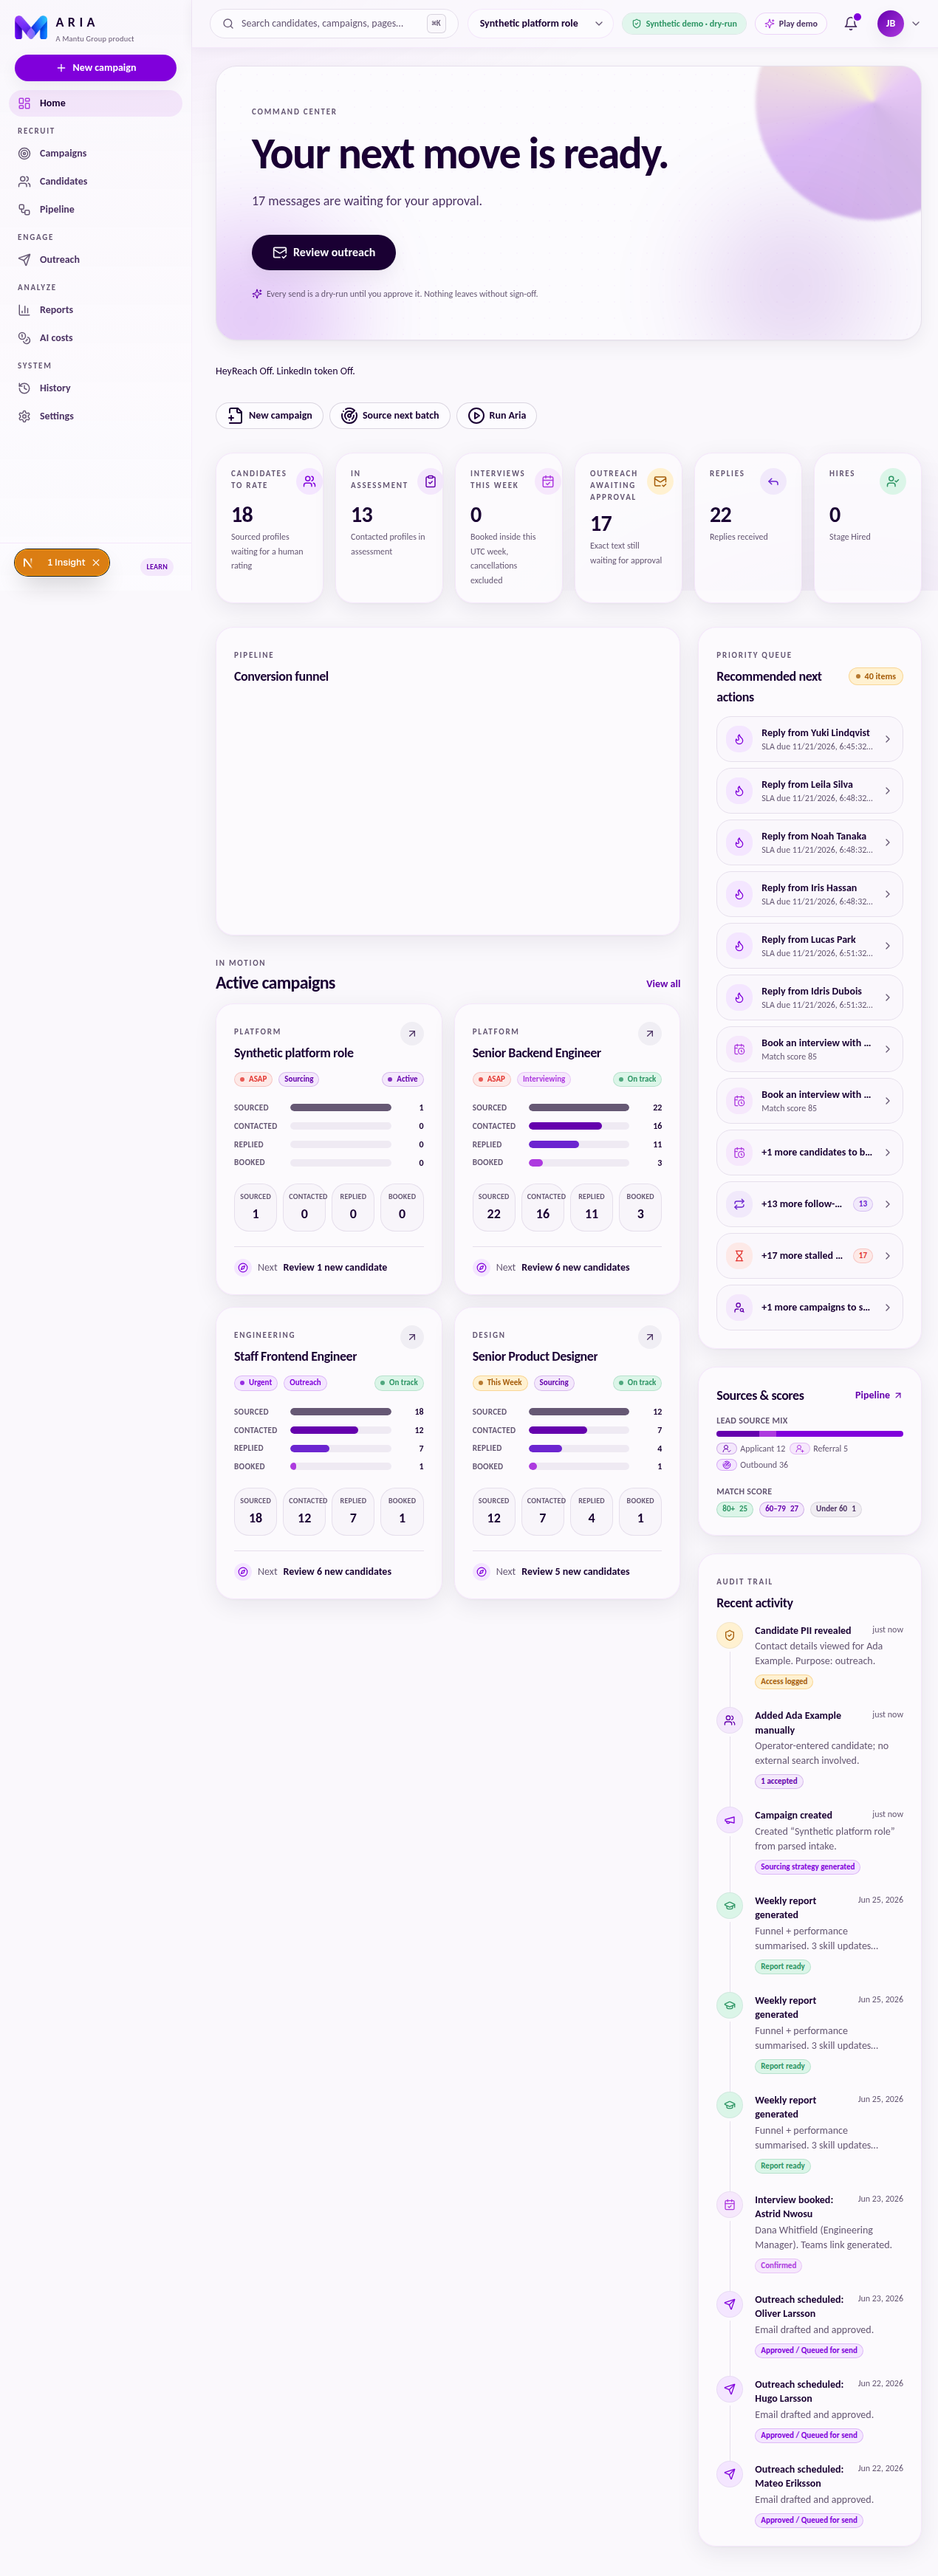 ARIA
A Mantu Group product
New campaign
Home
RECRUIT
Campaigns
Candidates
Pipeline
ENGAGE
Outreach
ANALYZE
Reports
AI costs
SYSTEM
History
Settings
1 Insight
LEARN
Search candidates, campaigns, pages...
⌘K
Synthetic platform role
Synthetic demo · dry-run
Play demo
JB
COMMAND CENTER
Your next move is ready.
17 messages are waiting for your approval.
Review outreach
Every send is a dry-run until you approve it. Nothing leaves without sign-off.
HeyReach Off. LinkedIn token Off.
New campaign
Source next batch
Run Aria
CANDIDATES
TO RATE
18
Sourced profiles
waiting for a human
rating
IN
ASSESSMENT
13
Contacted profiles in
assessment
INTERVIEWS
THIS WEEK
0
Booked inside this
UTC week,
cancellations
excluded
OUTREACH
AWAITING
APPROVAL
17
Exact text still
waiting for approval
REPLIES
22
Replies received
HIRES
0
Stage Hired
PIPELINE
Conversion funnel
IN MOTION
Active campaigns
View all
PLATFORM
Synthetic platform role
ASAP
Sourcing
Active
SOURCED 1
CONTACTED 0
REPLIED 0
BOOKED 0
SOURCED CONTACTED REPLIED BOOKED
1 0 0 0
Next Review 1 new candidate
PLATFORM
Senior Backend Engineer
ASAP
Interviewing
On track
SOURCED 22
CONTACTED 16
REPLIED 11
BOOKED 3
SOURCED CONTACTED REPLIED BOOKED
22 16 11 3
Next Review 6 new candidates
ENGINEERING
Staff Frontend Engineer
Urgent
Outreach
On track
SOURCED 18
CONTACTED 12
REPLIED 7
BOOKED 1
SOURCED CONTACTED REPLIED BOOKED
18 12 7 1
Next Review 6 new candidates
DESIGN
Senior Product Designer
This Week
Sourcing
On track
SOURCED 12
CONTACTED 7
REPLIED 4
BOOKED 1
SOURCED CONTACTED REPLIED BOOKED
12 7 4 1
Next Review 5 new candidates
PRIORITY QUEUE
Recommended next
actions
40 items
Reply from Yuki Lindqvist
SLA due 11/21/2026, 6:45:32...
Reply from Leila Silva
SLA due 11/21/2026, 6:48:32...
Reply from Noah Tanaka
SLA due 11/21/2026, 6:48:32...
Reply from Iris Hassan
SLA due 11/21/2026, 6:48:32...
Reply from Lucas Park
SLA due 11/21/2026, 6:51:32...
Reply from Idris Dubois
SLA due 11/21/2026, 6:51:32...
Book an interview with ...
Match score 85
Book an interview with ...
Match score 85
+1 more candidates to b...
+13 more follow-... 13
+17 more stalled ... 17
+1 more campaigns to s...
Sources & scores
Pipeline
LEAD SOURCE MIX
Applicant 12 Referral 5
Outbound 36
MATCH SCORE
80+ 25 60–79 27 Under 60 1
AUDIT TRAIL
Recent activity
Candidate PII revealed just now
Contact details viewed for Ada
Example. Purpose: outreach.
Access logged
Added Ada Example just now
manually
Operator-entered candidate; no
external search involved.
1 accepted
Campaign created just now
Created "Synthetic platform role"
from parsed intake.
Sourcing strategy generated
Weekly report Jun 25, 2026
generated
Funnel + performance
summarised. 3 skill updates...
Report ready
Weekly report Jun 25, 2026
generated
Funnel + performance
summarised. 3 skill updates...
Report ready
Weekly report Jun 25, 2026
generated
Funnel + performance
summarised. 3 skill updates...
Report ready
Interview booked: Jun 23, 2026
Astrid Nwosu
Dana Whitfield (Engineering
Manager). Teams link generated.
Confirmed
Outreach scheduled: Jun 23, 2026
Oliver Larsson
Email drafted and approved.
Approved / Queued for send
Outreach scheduled: Jun 22, 2026
Hugo Larsson
Email drafted and approved.
Approved / Queued for send
Outreach scheduled: Jun 22, 2026
Mateo Eriksson
Email drafted and approved.
Approved / Queued for send